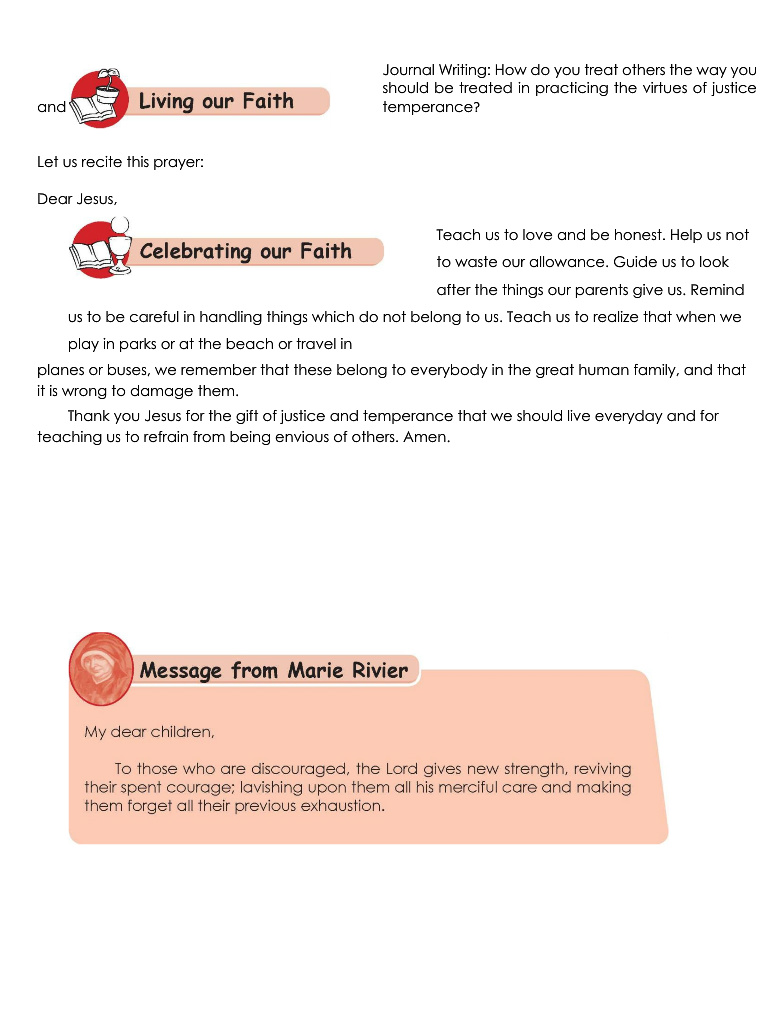 Journal Writing: How do you treat others the way you
should be treated in practicing the virtues of justice
and
Living our Faith
temperance?
Let us recite this prayer:
Dear Jesus,
Celebrating our Faith
Teach us to love and be honest. Help us not
to waste our allowance. Guide us to look
after the things our parents give us. Remind
us to be careful in handling things which do not belong to us. Teach us to realize that when we
play in parks or at the beach or travel in
planes or buses, we remember that these belong to everybody in the great human family, and that
it is wrong to damage them.
Thank you Jesus for the gift of justice and temperance that we should live everyday and for
teaching us to refrain from being envious of others. Amen.
Message from Marie Rivier
My dear children,
To those who are discouraged, the Lord gives new strength, reviving
their spent courage; lavishing upon them all his merciful care and making
them forget all their previous exhaustion.